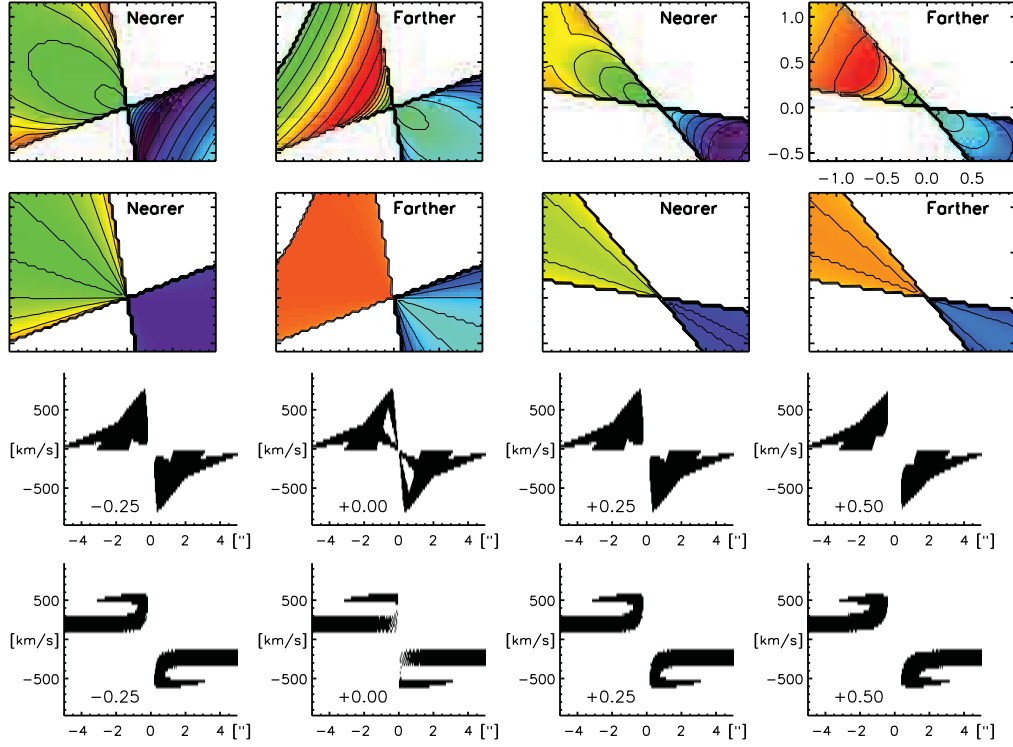 Nearer Farther Nearer Farther
1.0
0.5
0.0
−0.5
−1.0 −0.5 0.0 0.5
Nearer Farther Nearer Farther
500 500 500 500
[km/s] [km/s] [km/s] [km/s]
−500 −500 −500 −500
−0.25 +0.00 +0.25 +0.50
−4 −2 0 2 4 ["] −4 −2 0 2 4 ["] −4 −2 0 2 4 ["] −4 −2 0 2 4 ["]
500 500 500 500
[km/s] [km/s] [km/s] [km/s]
−500 −500 −500 −500
−0.25 +0.00 +0.25 +0.50
−4 −2 0 2 4 ["] −4 −2 0 2 4 ["] −4 −2 0 2 4 ["] −4 −2 0 2 4 ["]